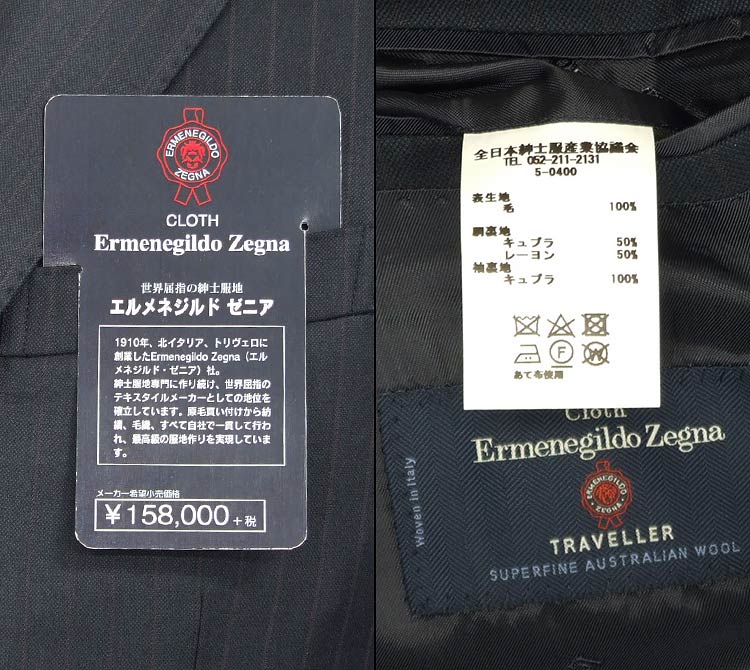 ERMENEGILDO
ZEGNA
CLOTH
Ermenegildo Zegna
世界屈指の紳士服地
エルメネジルド ゼニア
1910年、北イタリア、トリヴェロに
創業したErmenegildo Zegna（エル
メネジルド・ゼニア）社。
紳士服地専門に作り続け、世界屈指の
テキスタイルメーカーとしての地位を
確立しています。原毛買い付けから紡
績、毛織、すべて自社で一貫して行わ
れ、最高級の服地作りを実現していま
す。
メーカー希望小売価格
¥158,000+税
全日本紳士服産業協議会
TEL 052-211-2131
5-0400
表生地
毛 100%
胴裏地
キュプラ 50%
レーヨン 50%
袖裏地
キュプラ 100%
F W
あて布使用
Cloth
Ermenegildo Zegna
Woven in Italy
ERMENEGILDO
ZEGNA
TRAVELLER
SUPERFINE AUSTRALIAN WOOL